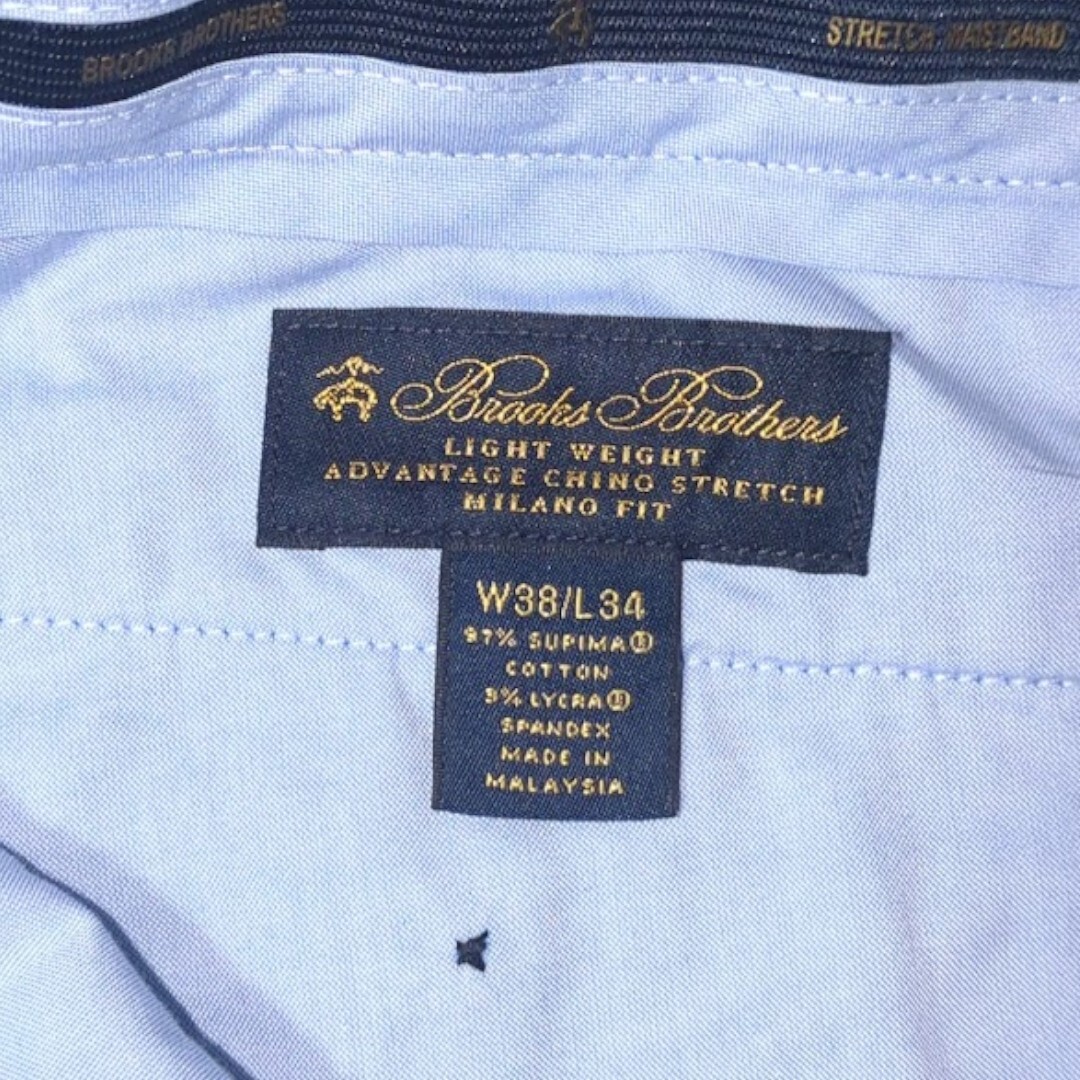 BROOKS BROTHERS STRETCH WAISTBAND
Brooks Brothers
LIGHT WEIGHT
ADVANTAGE CHINO STRETCH
MILANO FIT
W38/L34
97% SUPIMA®
COTTON
3% LYCRA®
SPANDEX
MADE IN
MALAYSIA